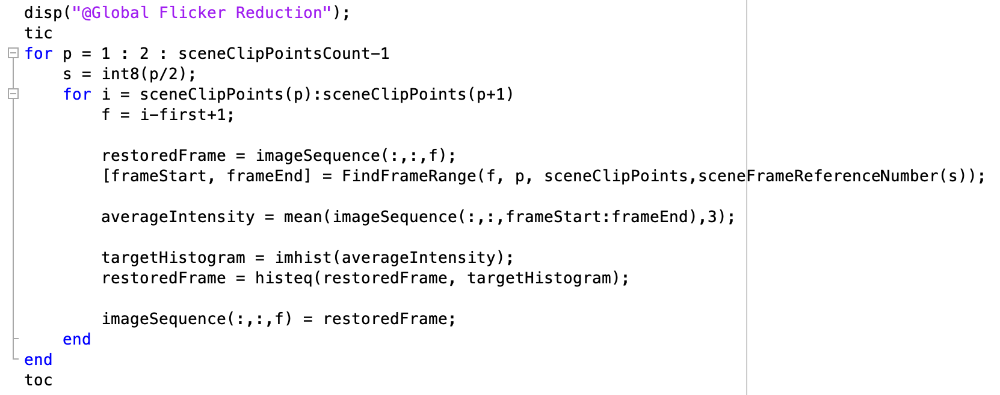 disp("@Global Flicker Reduction");
tic
for p = 1 : 2 : sceneClipPointsCount-1
s = int8(p/2);
for i = sceneClipPoints(p):sceneClipPoints(p+1)
f = i-first+1;
restoredFrame = imageSequence(:,:,f);
[frameStart, frameEnd] = FindFrameRange(f, p, sceneClipPoints,sceneFrameReferenceNumber(s));
averageIntensity = mean(imageSequence(:,:,frameStart:frameEnd),3);
targetHistogram = imhist(averageIntensity);
restoredFrame = histeq(restoredFrame, targetHistogram);
imageSequence(:,:,f) = restoredFrame;
end
end
toc